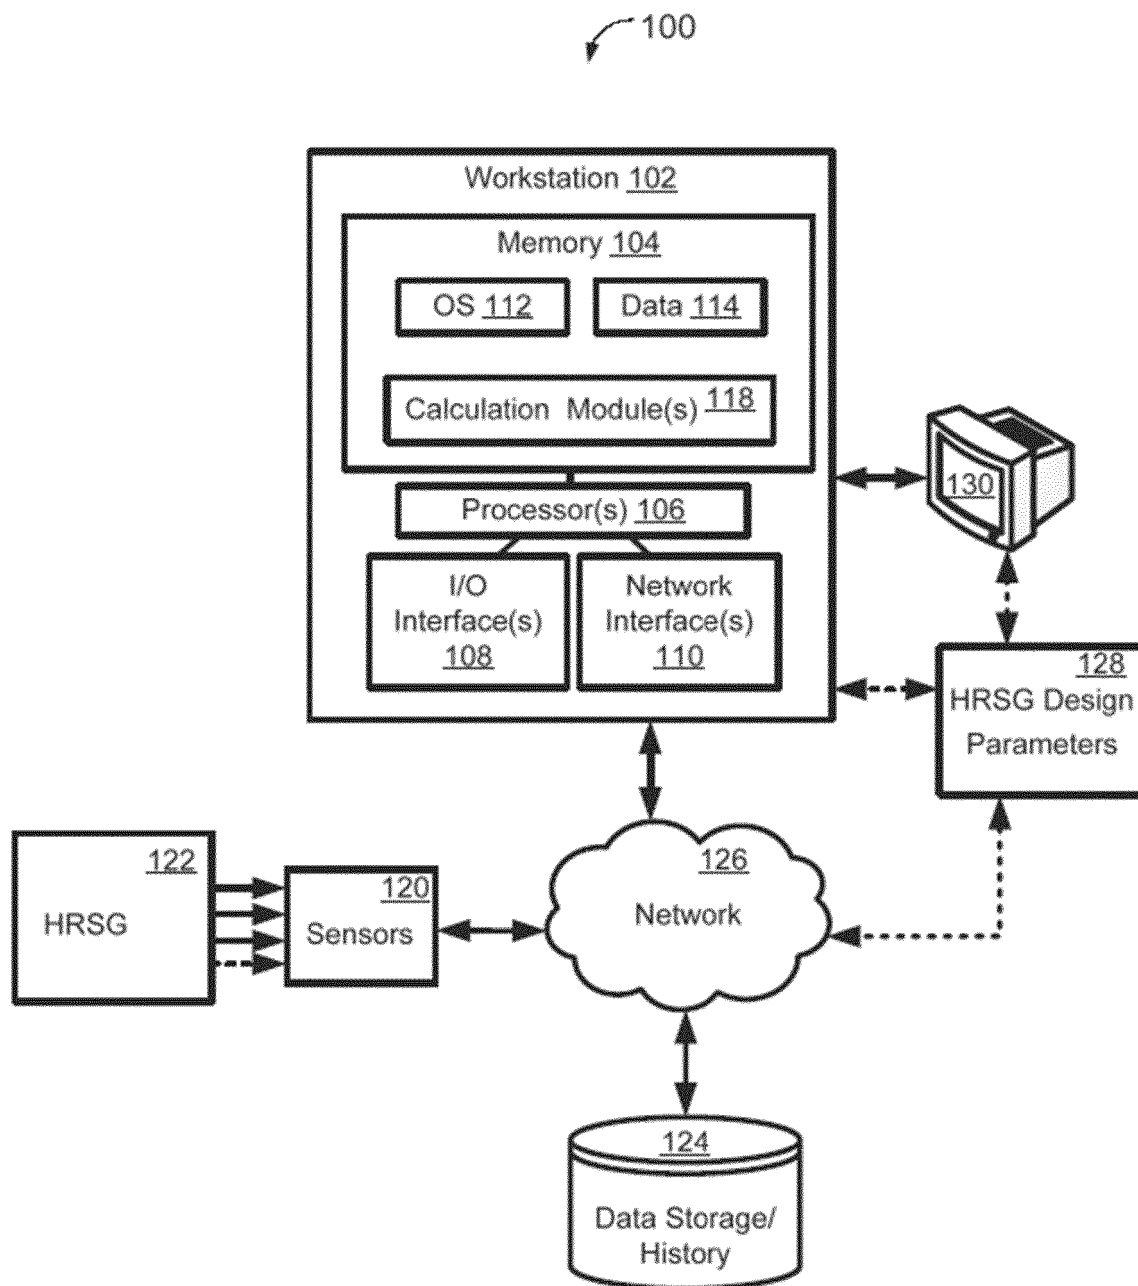 100
Workstation 102
Memory 104
OS 112
Data 114
Calculation Module(s) 118
Processor(s) 106
I/O
Interface(s)
108
Network
Interface(s)
110
130
128
HRSG Design
Parameters
122
HRSG
120
Sensors
126
Network
124
Data Storage/
History